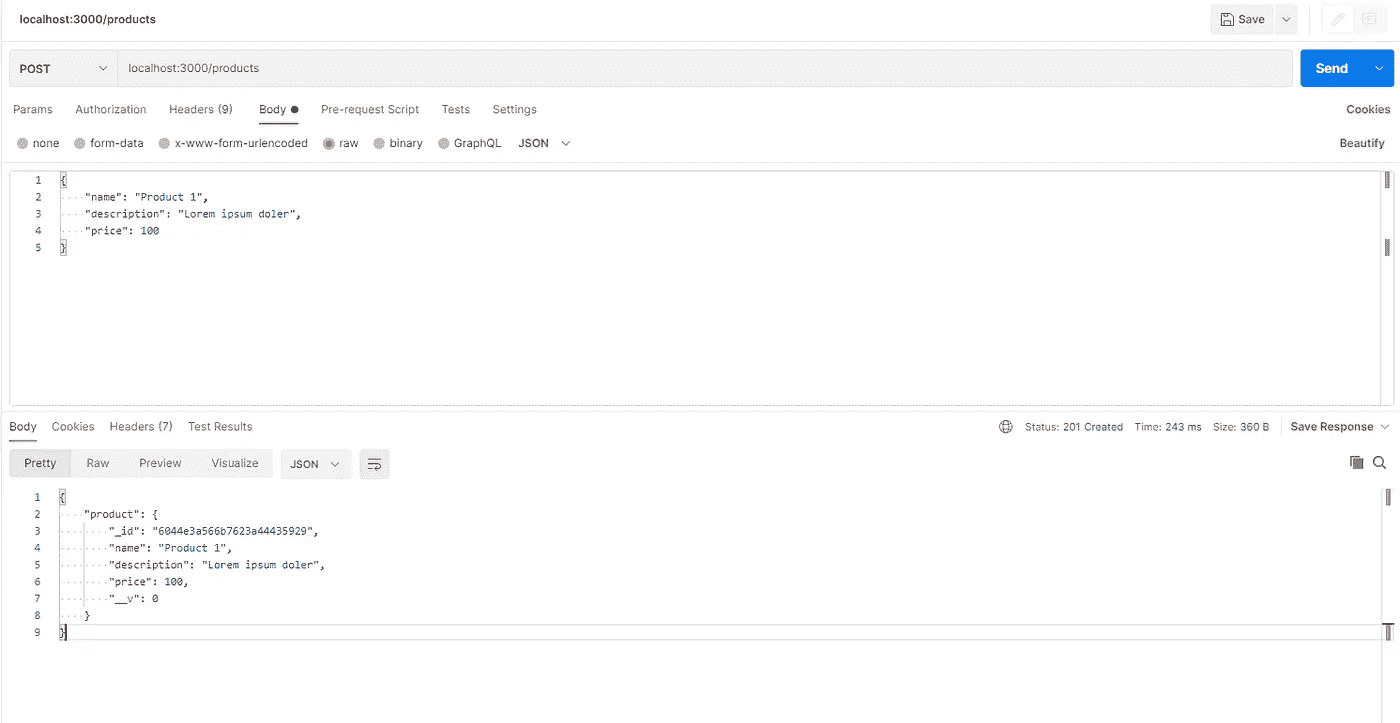 localhost:3000/products
Save
POST
localhost:3000/products
Send
Params Authorization Headers (9) Body Pre-request Script Tests Settings Cookies
none form-data x-www-form-urlencoded raw binary GraphQL JSON Beautify
1 {
2 "name": "Product 1",
3 "description": "Lorem ipsum doler",
4 "price": 100
5 }
Body Cookies Headers (7) Test Results Status: 201 Created Time: 243 ms Size: 360 B Save Response
Pretty Raw Preview Visualize JSON
1 {
2 "product": {
3 "_id": "6044e3a566b7623a44435929",
4 "name": "Product 1",
5 "description": "Lorem ipsum doler",
6 "price": 100,
7 "__v": 0
8 }
9 }